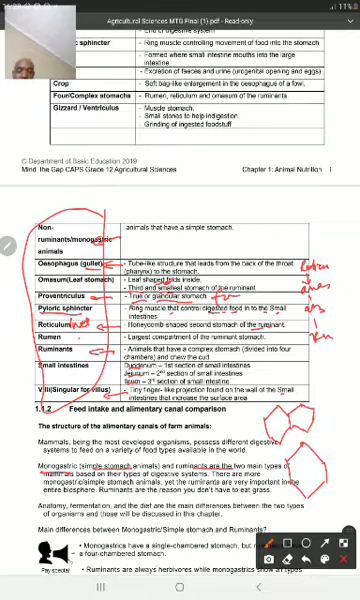 Agricultural Sciences MTG Final (1).pdf - Read-only
11%
- End of digestive system
sphincter
- Ring muscle controlling movement of food into the stomach
- Formed where small intestine mouths into the large
intestine
- Excretion of faeces and urine (urogenital opening and eggs)
Crop
- Soft bag-like enlargement in the oesophagus of a fowl.
Four/Complex stomachs
- Rumen, reticulum and omasum of the ruminants.
Gizzard / Ventriculus
- Muscle stomach.
- Small stones to help indigestion.
- Grinding of ingested foodstuff
© Department of Basic Education 2019
Mind the Gap CAPS Grade 12 Agricultural Sciences
Chapter 1: Animal Nutrition
Non-
ruminants/monogastric
animals
animals that have a simple stomach.
Oesophagus (gullet)
- Tube-like structure that leads from the back of the throat
(pharynx) to the stomach.
Omasum(Leaf stomach)
- Leaf shaped folds inside.
- Third and smallest stomach of the ruminant
Proventriculus
- True or glandular stomach
Pyloric sphincter
- Ring muscle that control digested food in to the Small
intestines
Reticulum
- Honeycomb-shaped second stomach of the ruminant.
Rumen
- Largest compartment of the ruminant stomach.
Ruminants
- Animals that have a complex stomach (divided into four
chambers) and chew the cud
Small intestines
- Duodenum – 1st section of small intestines
- Jejunum – 2nd section of small intestines
- Ileum – 3rd section of small intestine
Villi(Singular for villus)
- Tiny finger-like projection found on the wall of the Small
intestines that increase the surface area
1.1.2 Feed intake and alimentary canal comparison
The structure of the alimentary canals of farm animals:
Mammals, being the most developed organisms, possess different digestive
systems to feed on a variety of food types available in the world.
Monogastric (simple stomach animals) and ruminants are the two main types of
mammals based on their types of digestive systems. There are more
monogastric/simple stomach animals, yet the ruminants are very important in the
entire biosphere. Ruminants are the reason you don't have to eat grass.
Anatomy, fermentation, and the diet are the main differences between the two
types of organisms and those will be discussed in this chapter.
Main differences between Monogastric/Simple stomach and Ruminants?
• Monogastrics have a single-chambered stomach, but
a four-chambered stomach.
Pay special
• Ruminants are always herbivores while monogastrics show all types